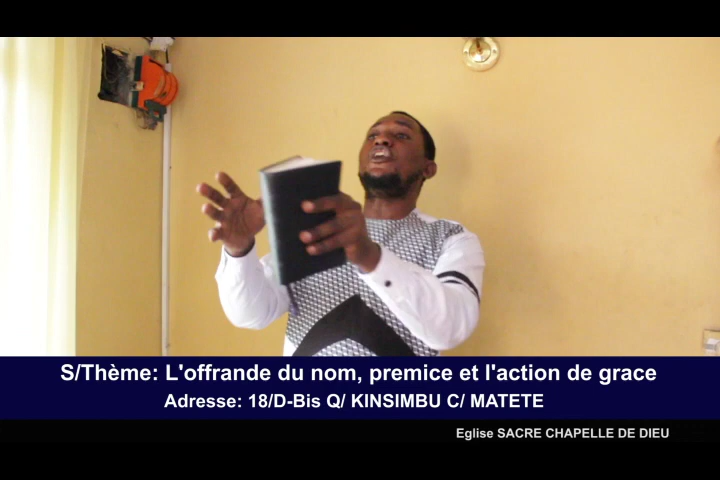 S/Thème: L'offrande du nom, premice et l'action de grace
Adresse: 18/D-Bis Q/ KINSIMBU C/ MATETE
Eglise SACRE CHAPELLE DE DIEU